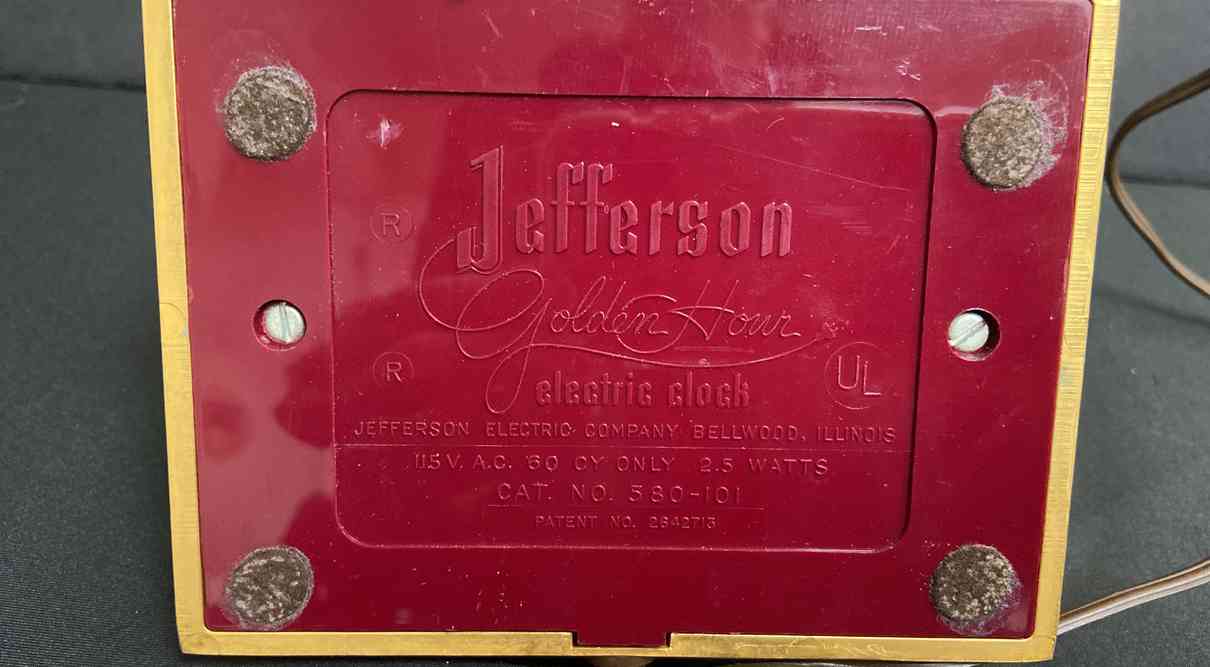 Jefferson
R
Golden Hour
R
UL
electric clock
JEFFERSON ELECTRIC COMPANY BELLWOOD, ILLINOIS
115 V. A.C. 60 CY ONLY 2.5 WATTS
CAT. NO. 580-101
PATENT NO. 2642713